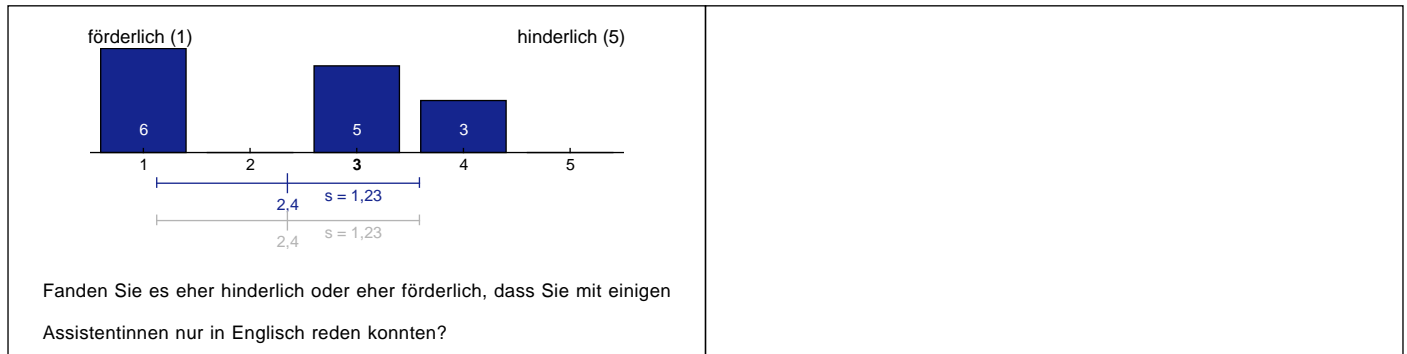 förderlich (1) hinderlich (5)
6 5 3
1 2 3 4 5
2,4 s = 1,23
2,4 s = 1,23
Fanden Sie es eher hinderlich oder eher förderlich, dass Sie mit einigen
Assistentinnen nur in Englisch reden konnten?